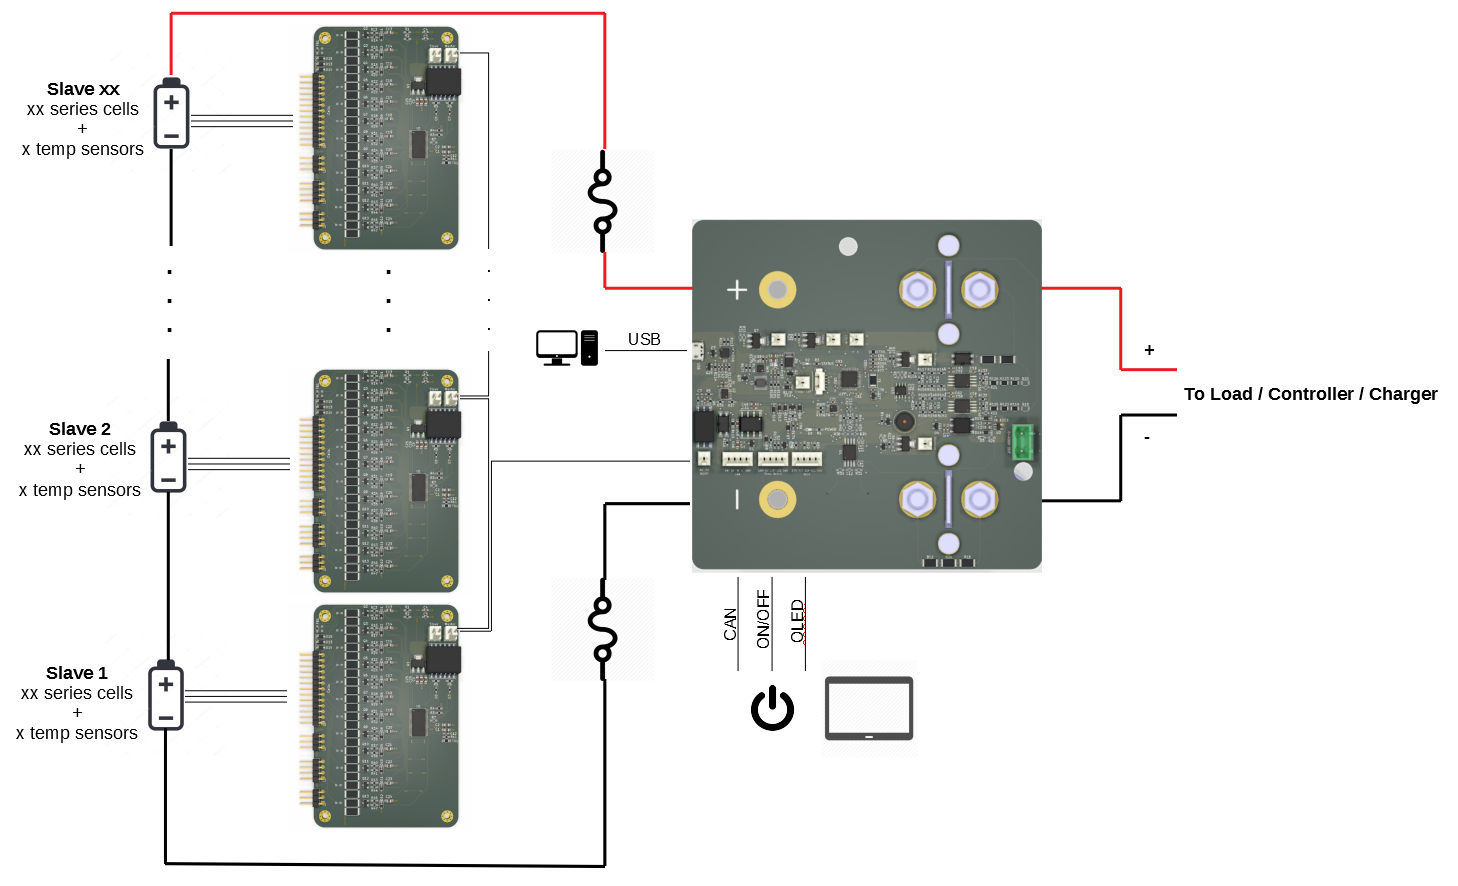 Slave xx
xx series cells
+
x temp sensors
USB
+
To Load / Controller / Charger
-
Slave 2
xx series cells
+
x temp sensors
CAN
ON/OFF
OLED
Slave 1
xx series cells
+
x temp sensors